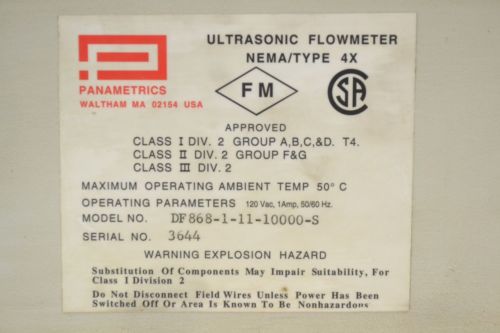 ULTRASONIC FLOWMETER
NEMA/TYPE 4X
PANAMETRICS
WALTHAM MA 02154 USA
FM
SA
APPROVED
CLASS I DIV. 2 GROUP A,B,C,&D. T4.
CLASS II DIV. 2 GROUP F&G
CLASS III DIV. 2
MAXIMUM OPERATING AMBIENT TEMP 50° C
OPERATING PARAMETERS 120 Vac, 1Amp, 50/60 Hz.
MODEL NO. DF868-1-11-10000-S
SERIAL NO. 3644
WARNING EXPLOSION HAZARD
Substitution Of Components May Impair Suitability, For
Class I Division 2
Do Not Disconnect Field Wires Unless Power Has Been
Switched Off Or Area Is Known To Be Nonhazardous